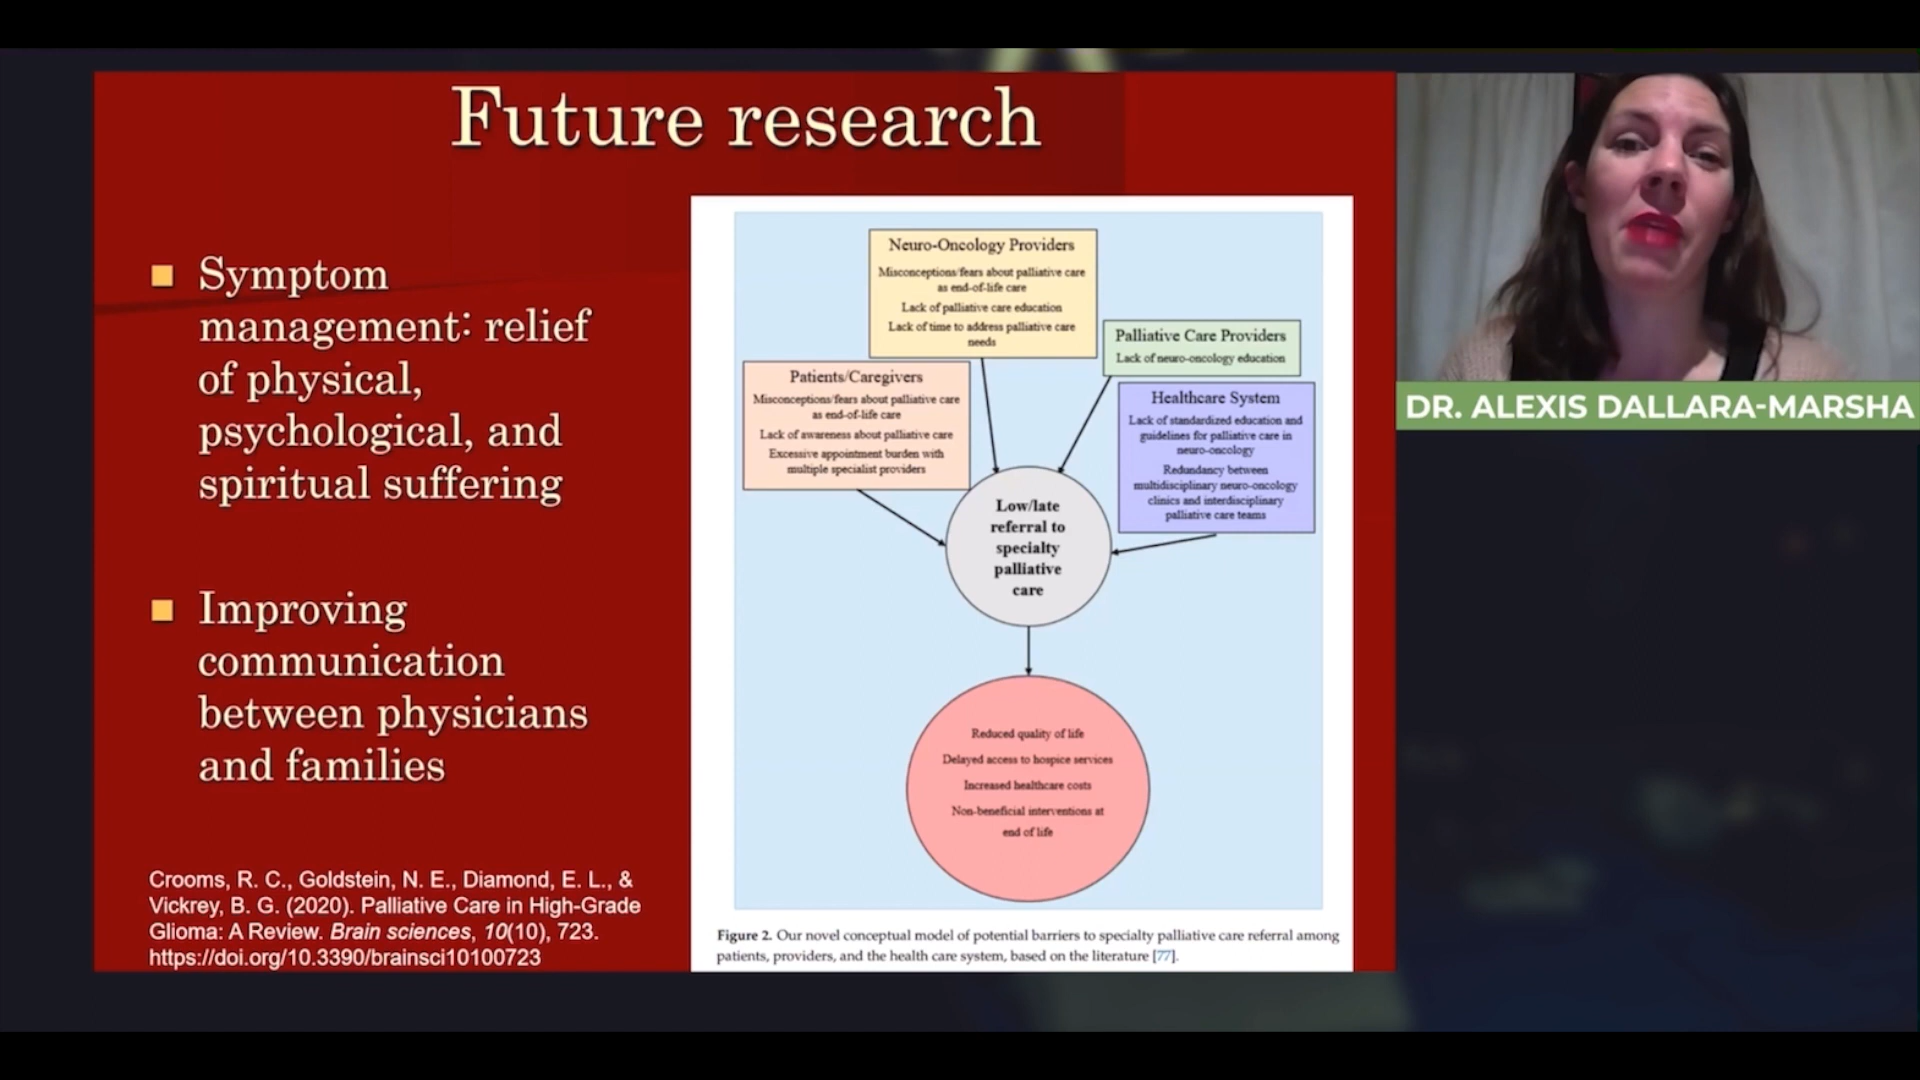 Future research
Symptom
management: relief
of physical,
psychological, and
spiritual suffering
Improving
communication
between physicians
and families
Crooms, R. C., Goldstein, N. E., Diamond, E. L., &
Vickrey, B. G. (2020). Palliative Care in High-Grade
Glioma: A Review. Brain sciences, 10(10), 723.
https://doi.org/10.3390/brainsci10100723
Neuro-Oncology Providers
Misconceptions/fears about palliative care
as end-of-life care
Lack of palliative care education
Lack of time to address palliative care
needs
Palliative Care Providers
Lack of neuro-oncology education
Patients/Caregivers
Misconceptions/fears about palliative care
as end-of-life care
Lack of awareness about palliative care
Excessive appointment burden with
multiple specialist providers
Healthcare System
Lack of standardized education and
guidelines for palliative care in
neuro-oncology
Redundancy between
multidisciplinary neuro-oncology
clinics and interdisciplinary
palliative care teams
Low/late
referral to
specialty
palliative
care
Reduced quality of life
Delayed access to hospice services
Increased healthcare costs
Non-beneficial interventions at
end of life
Figure 2. Our novel conceptual model of potential barriers to specialty palliative care referral among
patients, providers, and the health care system, based on the literature [77].
DR. ALEXIS DALLARA-MARSHA